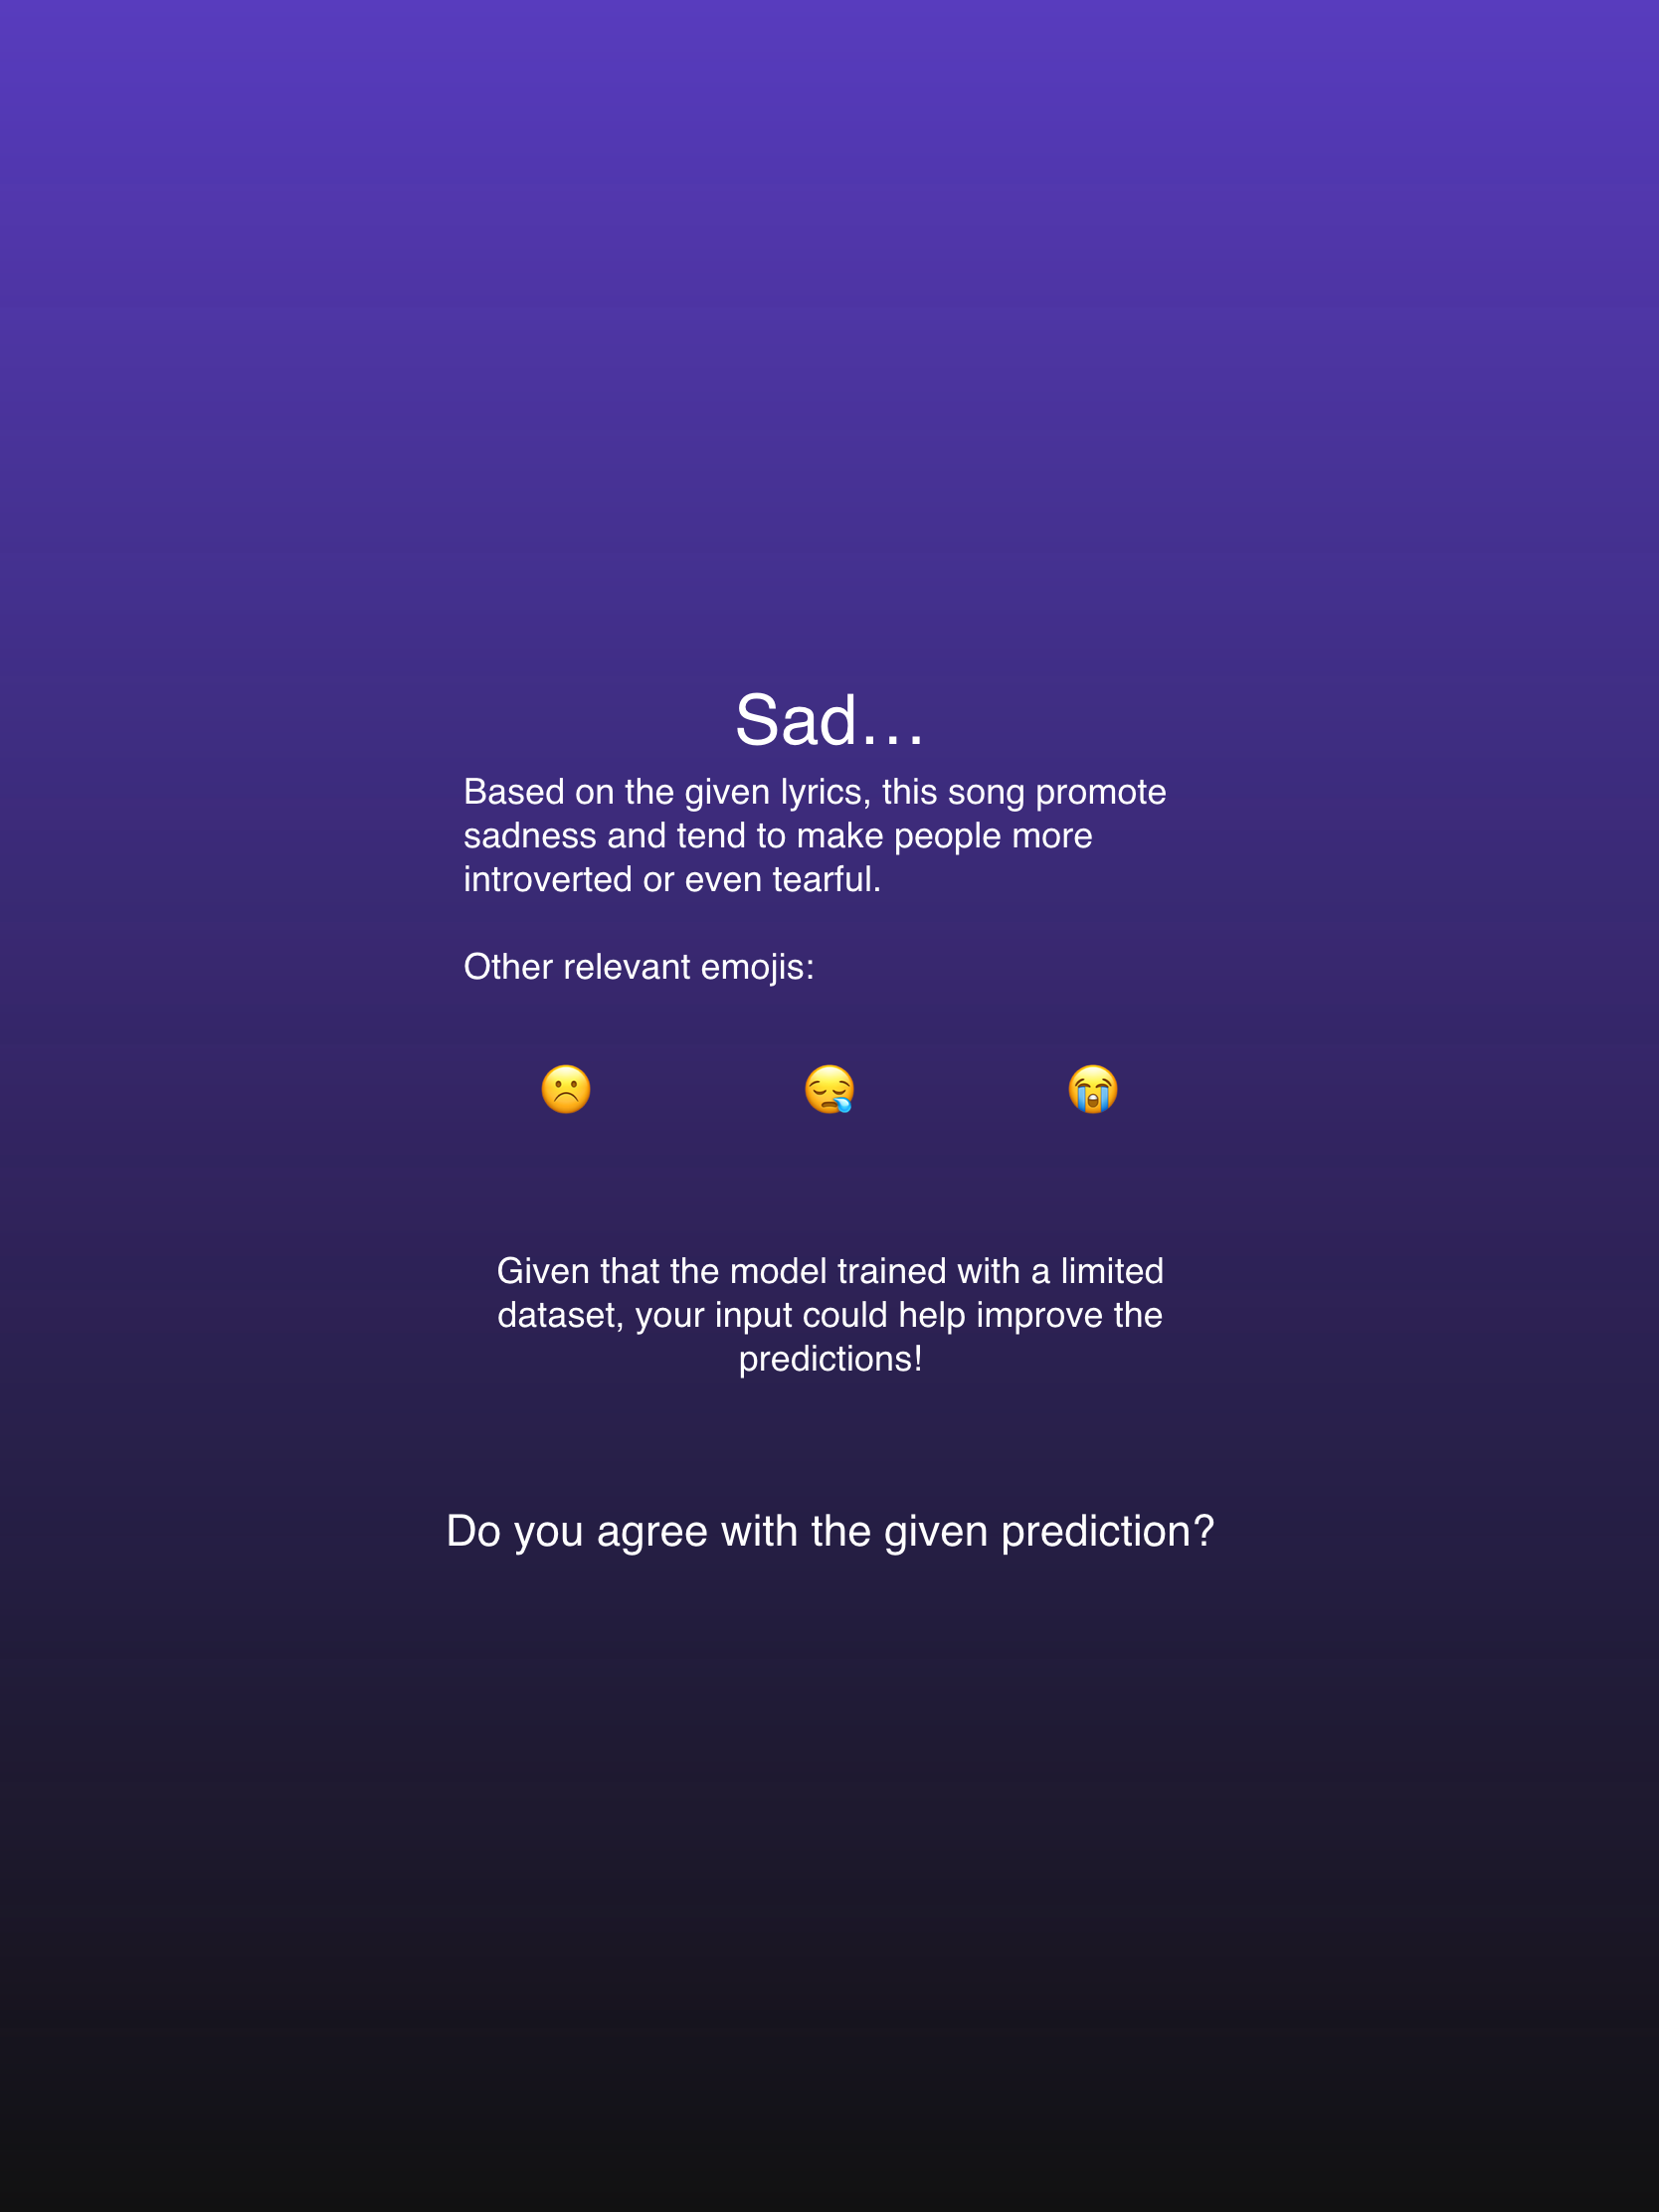 Sad...
Based on the given lyrics, this song promote
sadness and tend to make people more
introverted or even tearful.
Other relevant emojis:
Given that the model trained with a limited
dataset, your input could help improve the
predictions!
Do you agree with the given prediction?